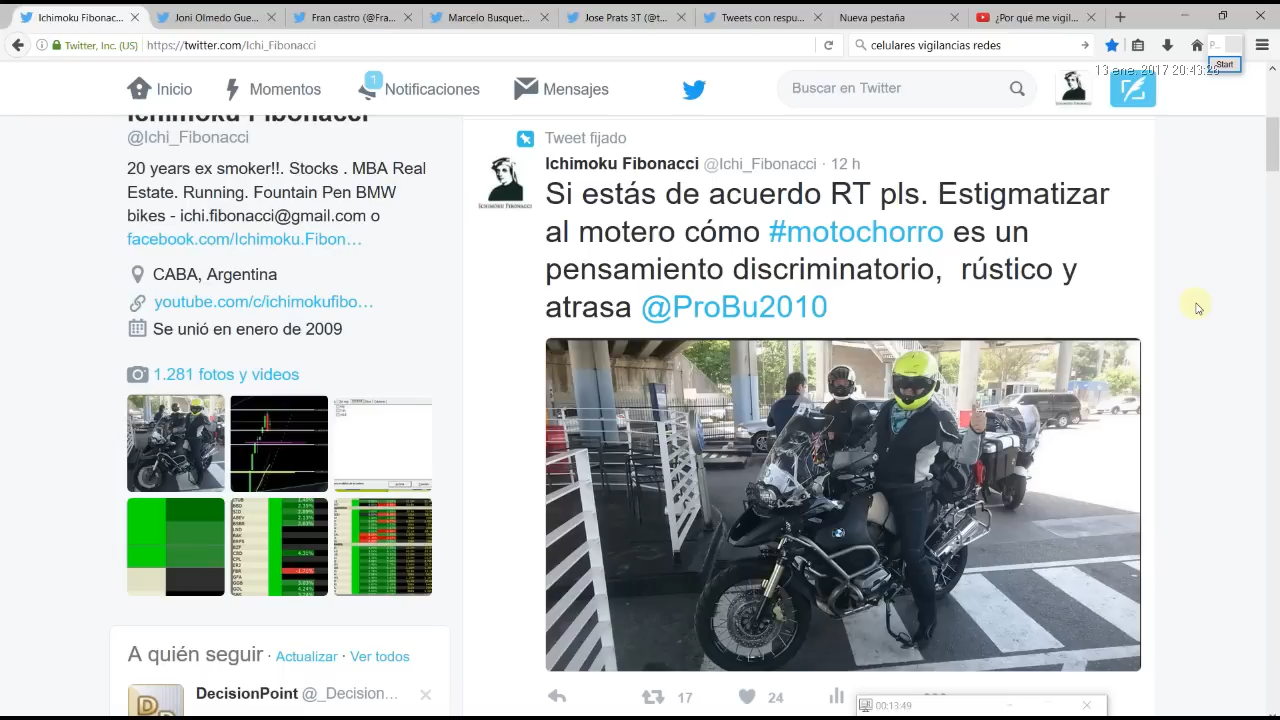 Ichimoku Fibonac
Joni Olmedo Gue...
Fran castro (@Fra...
Marcelo Busquet...
Jose Prats 3T (@t...
Tweets con respu...
Nueva pestaña
¿Por qué me vigil...
Twitter, Inc. (US)
https://twitter.com/Ichi_Fibonacci
celulares vigilancias redes
P...
Start
13 ene. 2017 20:43:26
Inicio
Momentos
1
Notificaciones
Mensajes
Buscar en Twitter
Ichimoku Fibonacci
@Ichi_Fibonacci
20 years ex smoker!!. Stocks . MBA Real
Estate. Running. Fountain Pen BMW
bikes - ichi.fibonacci@gmail.com o
facebook.com/Ichimoku.Fibon...
CABA, Argentina
youtube.com/c/ichimokufibo...
Se unió en enero de 2009
1.281 fotos y videos
A quién seguir · Actualizar · Ver todos
DecisionPoint @_Decision...
Tweet fijado
Ichimoku Fibonacci @Ichi_Fibonacci · 12 h
Si estás de acuerdo RT pls. Estigmatizar
al motero cómo #motochorro es un
pensamiento discriminatorio, rústico y
atrasa @ProBu2010
17
24
00:13:49